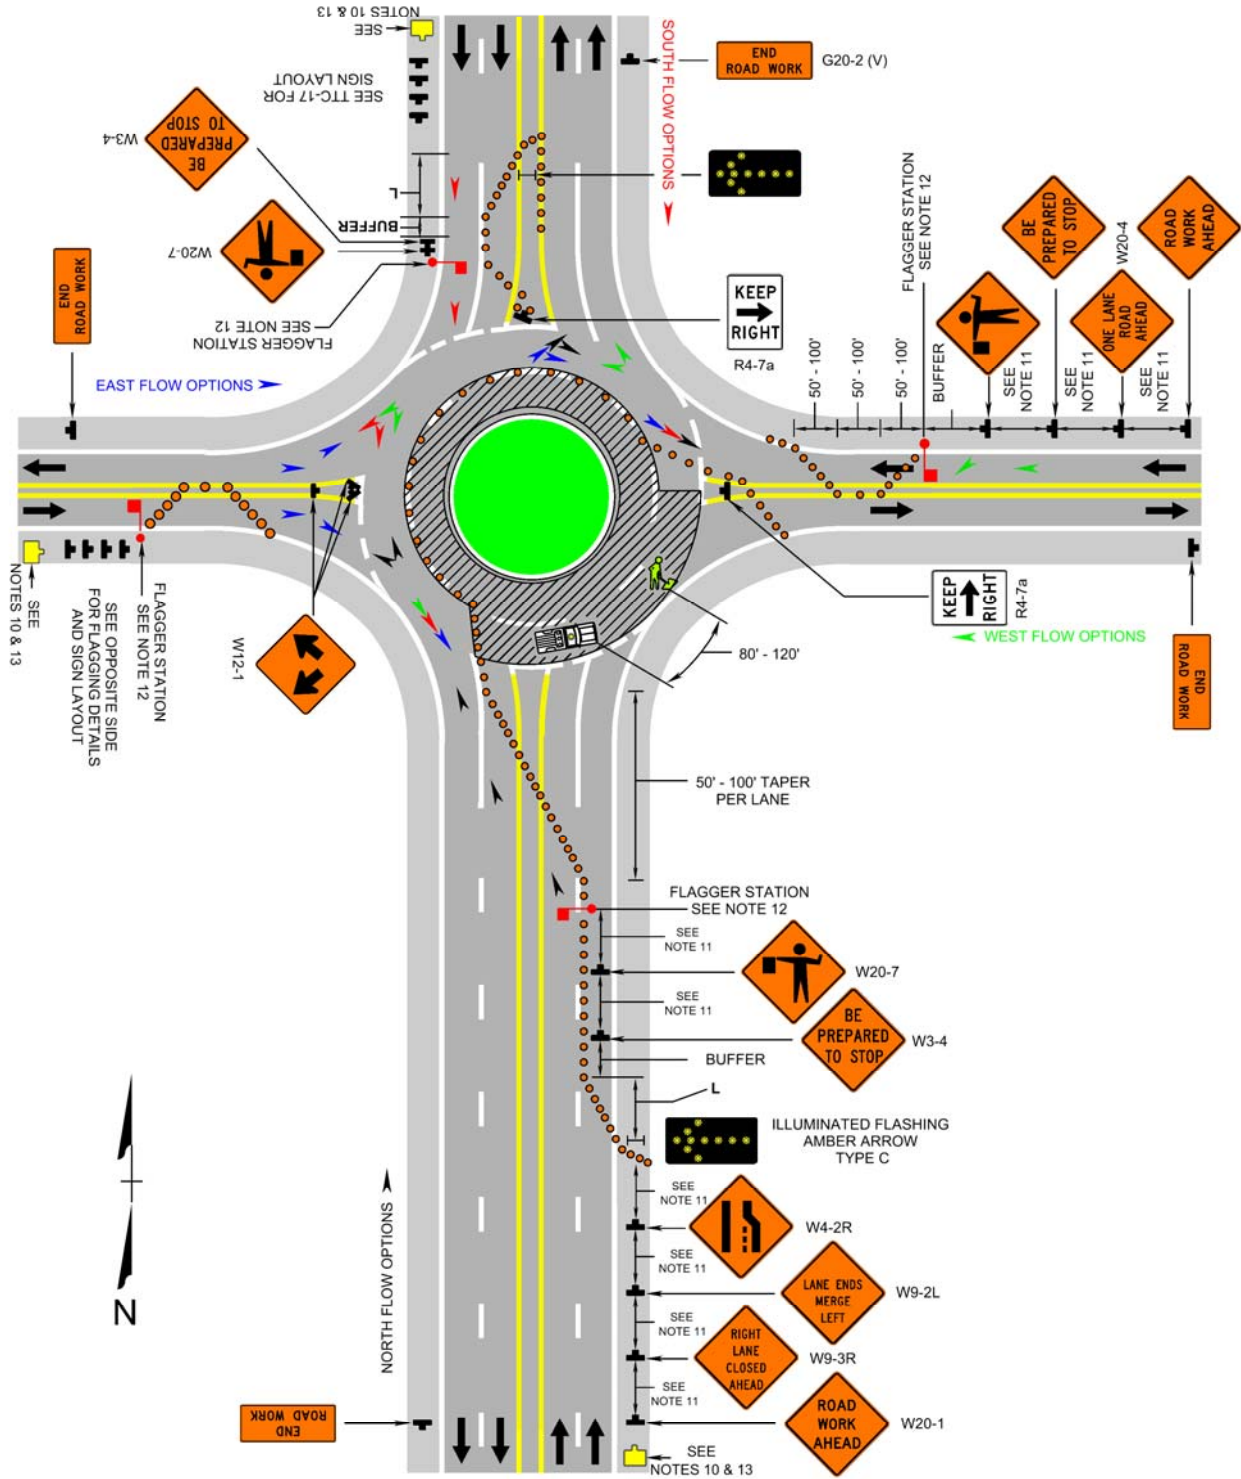 SEE
NOTES 10 & 13
SEE TTC-17 FOR
SIGN LAYOUT
BE
PREPARED
TO STOP
W3-4
L
BUFFER
W20-7
FLAGGER STATION
SEE NOTE 12
END
ROAD WORK
EAST FLOW OPTIONS
SOUTH FLOW OPTIONS
END
ROAD WORK
G20-2 (V)
KEEP
RIGHT
R4-7a
FLAGGER STATION
SEE NOTE 12
BE
PREPARED
TO STOP
W20-4
ROAD
WORK
AHEAD
ONE LANE
ROAD
AHEAD
50' - 100'
50' - 100'
50' - 100'
BUFFER
SEE
NOTE 11
SEE
NOTE 11
SEE
NOTE 11
SEE
NOTES 10 & 13
FLAGGER STATION
SEE NOTE 12
SEE OPPOSITE SIDE
FOR FLAGGING DETAILS
AND SIGN LAYOUT
W12-1
KEEP
RIGHT
R4-7a
WEST FLOW OPTIONS
END
ROAD WORK
80' - 120'
50' - 100' TAPER
PER LANE
FLAGGER STATION
SEE NOTE 12
SEE
NOTE 11
W20-7
SEE
NOTE 11
BE
PREPARED
TO STOP
W3-4
BUFFER
L
ILLUMINATED FLASHING
AMBER ARROW
TYPE C
SEE
NOTE 11
W4-2R
SEE
NOTE 11
LANE ENDS
MERGE
LEFT
W9-2L
SEE
NOTE 11
RIGHT
LANE
CLOSED
AHEAD
W9-3R
SEE
NOTE 11
ROAD
WORK
AHEAD
W20-1
SEE
NOTES 10 & 13
NORTH FLOW OPTIONS
END
ROAD WORK
N